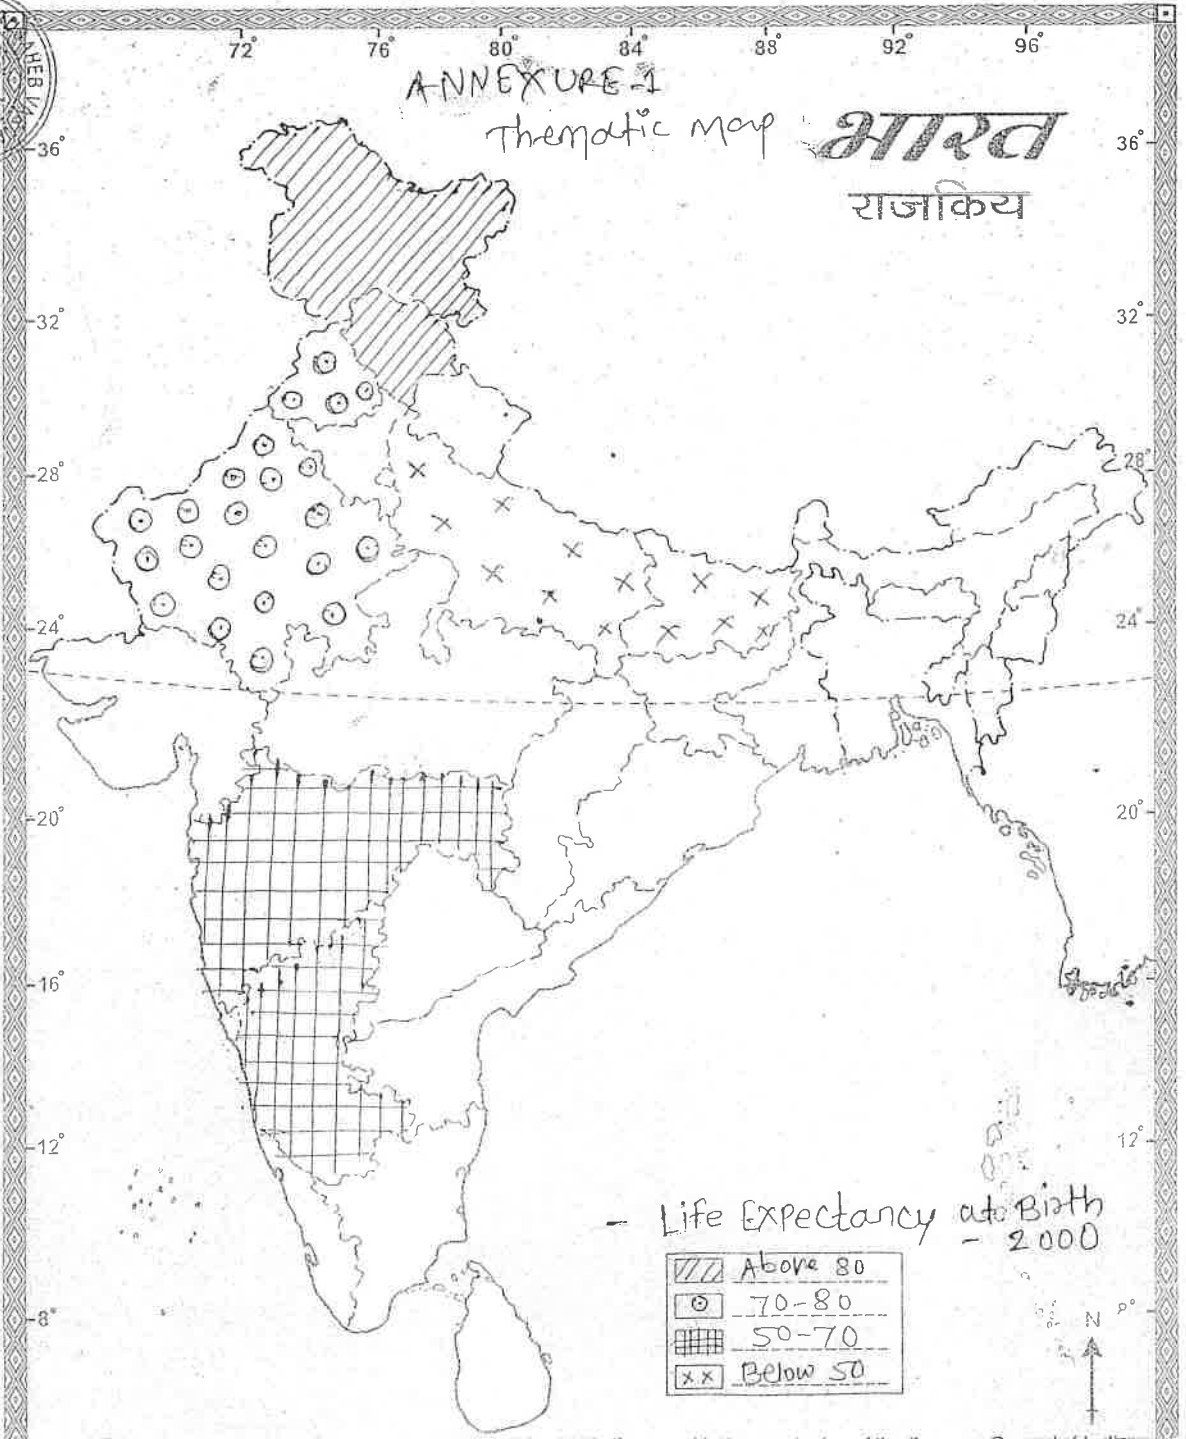 72° 76° 80° 84° 88° 92° 96°
AHEB
ANNEXURE-1
Thematic Map
भारत
राजकिय
36° 36°
32° 32°
28° 28°
24° 24°
20° 20°
16°
12° 12°
8°
- Life Expectancy at Birth
- 2000
Above 80
70-80
50-70
Below 50
N